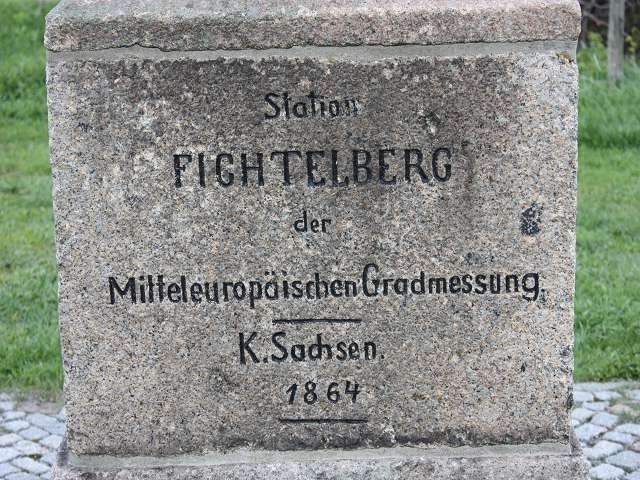 Station
FICHTELBERG
der
Mitteleuropäischen Gradmessung.
K. Sachsen.
1864